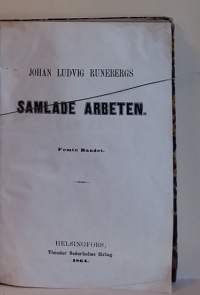 JOHAN LUDVIG RUNEBERGS
SAMLADE ARBETEN.
Femte Bandet.
HELSINGFORS,
Theodor Sederholms förlag
1864.